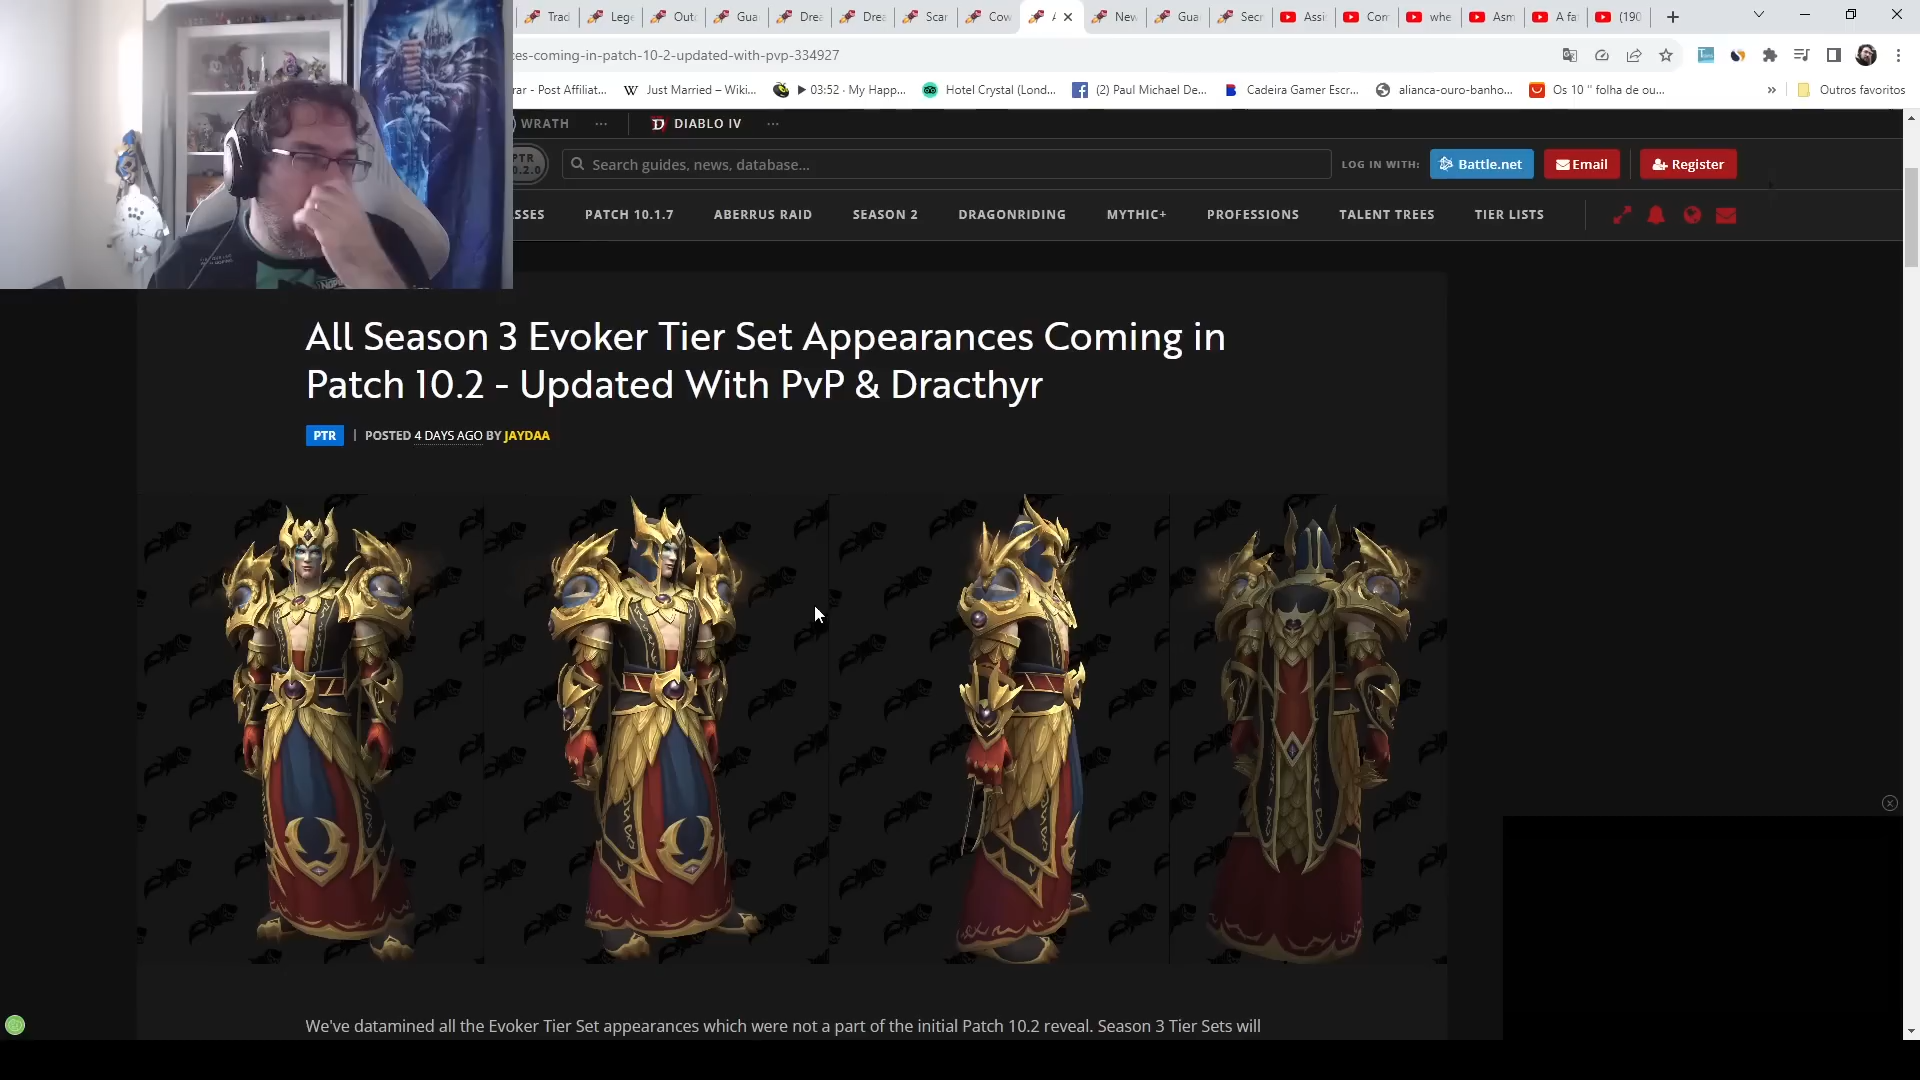 Trad
Lege
Out
Gua
Drea
Drea
Scar
Cow
New
Gua
Secr
Assi
Con
whe
Asm
A fa
(190
es-coming-in-patch-10-2-updated-with-pvp-334927
rar - Post Affiliat...
Just Married – Wiki...
▶ 03:52 · My Happ...
Hotel Crystal (Lond...
(2) Paul Michael De...
Cadeira Gamer Escr...
alianca-ouro-banho...
Os 10 " folha de ou...
»
Outros favoritos
WRATH
...
DIABLO IV
...
PTR
Search guides, news, database...
LOG IN WITH:
Battle.net
Email
Register
SSES
PATCH 10.1.7
ABERRUS RAID
SEASON 2
DRAGONRIDING
MYTHIC+
PROFESSIONS
TALENT TREES
TIER LISTS
All Season 3 Evoker Tier Set Appearances Coming in
Patch 10.2 - Updated With PvP & Dracthyr
PTR | POSTED 4 DAYS AGO BY JAYDAA
We've datamined all the Evoker Tier Set appearances which were not a part of the initial Patch 10.2 reveal. Season 3 Tier Sets will